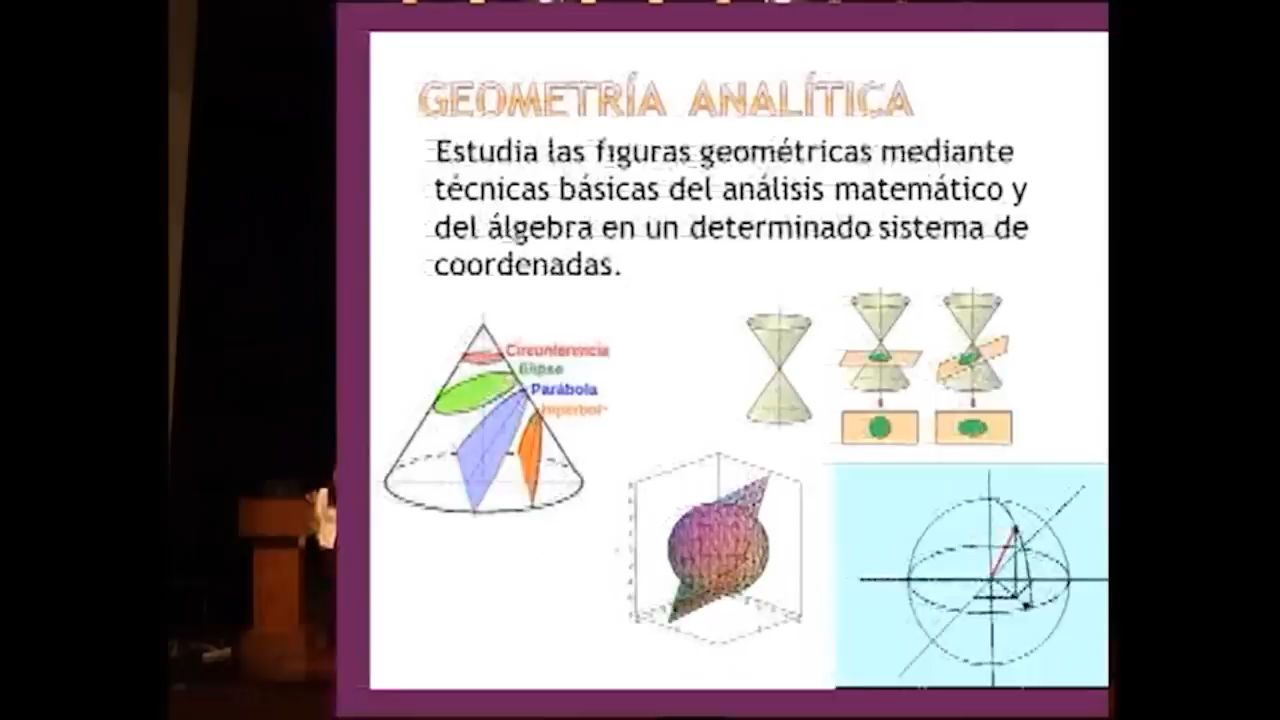 GEOMETRÍA ANALÍTICA
Estudia las figuras geométricas mediante
técnicas básicas del análisis matemático y
del álgebra en un determinado sistema de
coordenadas.
Circunferencia
Elipse
Parábola